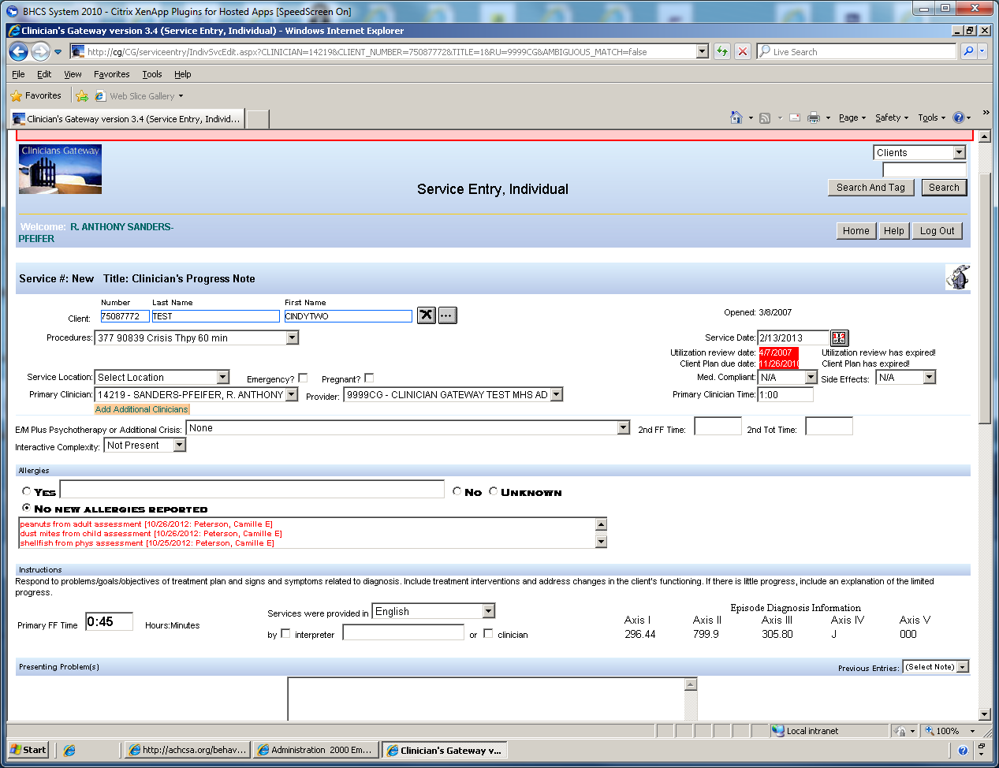 BHCS System 2010 - Citrix XenApp Plugins for Hosted Apps [SpeedScreen On]
Clinician's Gateway version 3.4 (Service Entry, Individual) - Windows Internet Explorer
http://cg/CG/serviceentry/IndivSvcEdit.aspx?CLINICIAN=14219&CLIENT_NUMBER=75087772&TITLE=1&RU=9999CG&AMBIGUOUS_MATCH=false
Live Search
File Edit View Favorites Tools Help
Favorites Web Slice Gallery
Clinician's Gateway version 3.4 (Service Entry, Individ...
Page Safety Tools
Clinicians Gateway
Clients
Service Entry, Individual
Search And Tag Search
Welcome: R. ANTHONY SANDERS-
PFEIFER
Home Help Log Out
Service #: New Title: Clinician's Progress Note
Number Last Name First Name
Client: 75087772 TEST CINDYTWO
Opened: 3/8/2007
Procedures: 377 90839 Crisis Thpy 60 min
Service Date: 2/13/2013
Utilization review date: 4/7/2007 Utilization review has expired!
Client Plan due date: 11/26/2010 Client Plan has expired!
Service Location: Select Location Emergency? Pregnant?
Med. Compliant: N/A Side Effects: N/A
Primary Clinician: 14219 - SANDERS-PFEIFER, R. ANTHONY Provider: 9999CG - CLINICIAN GATEWAY TEST MHS AD
Primary Clinician Time: 1:00
Add Additional Clinicians
E/M Plus Psychotherapy or Additional Crisis: None 2nd FF Time: 2nd Tot Time:
Interactive Complexity: Not Present
Allergies
Yes No Unknown
No new allergies reported
peanuts from adult assessment [10/26/2012: Peterson, Camille E]
dust mites from child assessment [10/26/2012: Peterson, Camille E]
shellfish from phys assessment [10/25/2012: Peterson, Camille E]
Instructions
Respond to problems/goals/objectives of treatment plan and signs and symptoms related to diagnosis. Include treatment interventions and address changes in the client's functioning. If there is little progress, include an explanation of the limited
progress.
Primary FF Time 0:45 Hours:Minutes
Services were provided in English
by interpreter or clinician
Episode Diagnosis Information
Axis I Axis II Axis III Axis IV Axis V
296.44 799.9 305.80 J 000
Presenting Problem(s)
Previous Entries: (Select Note)
Local intranet 100%
Start http://achcsa.org/behav... Administration 2000 Em... Clinician's Gateway v...